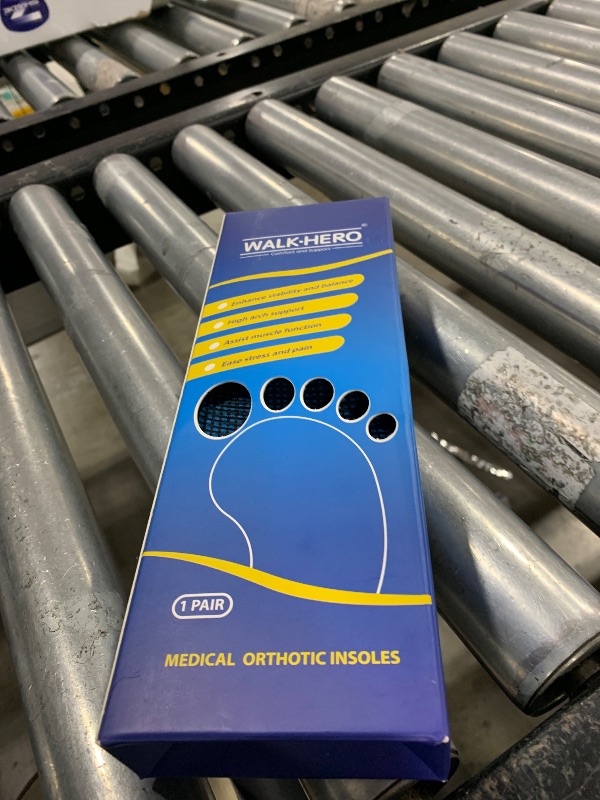 WALK-HERO®
Comfort and Support
Enhance stability and balance
High arch support
Assist muscle function
Ease stress and pain
1 PAIR
MEDICAL ORTHOTIC INSOLES